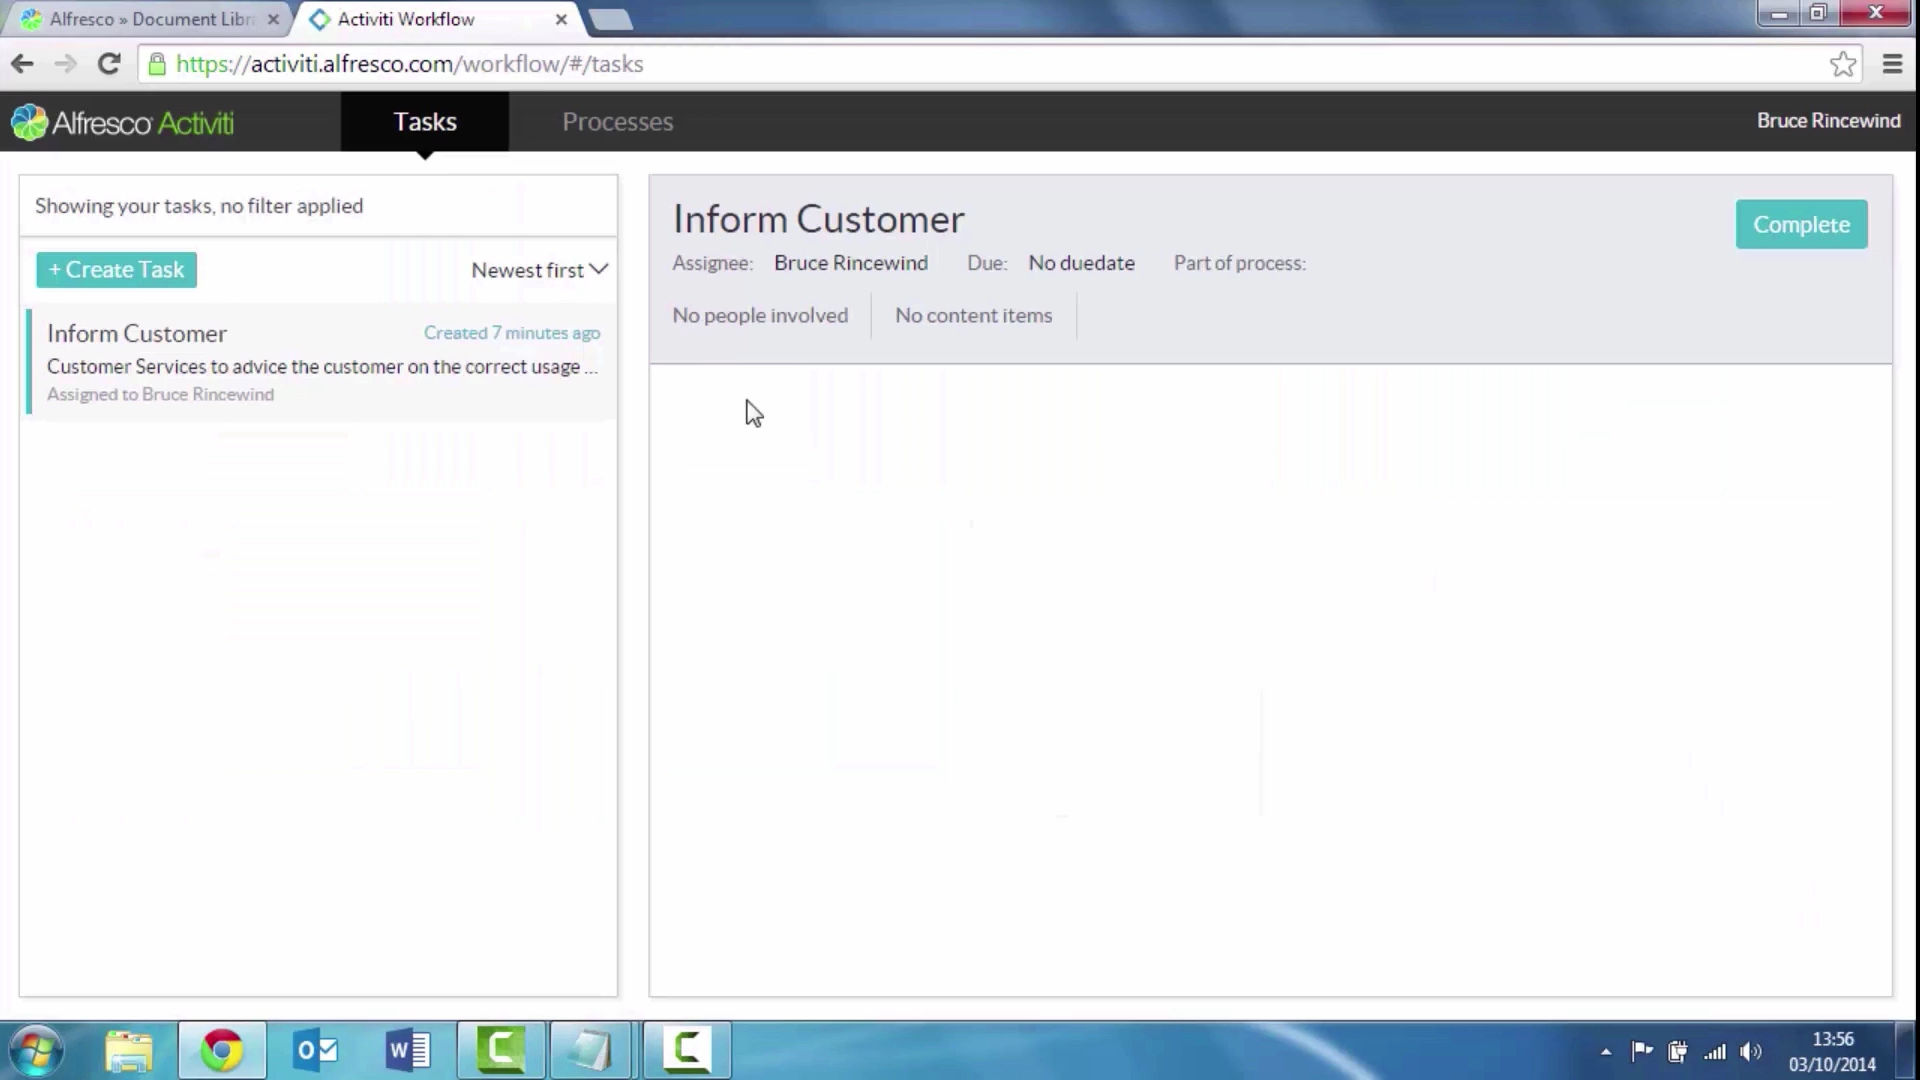 Alfresco » Document Libr
Activiti Workflow
https://activiti.alfresco.com/workflow/#/tasks
Alfresco Activiti
Tasks
Processes
Bruce Rincewind
Showing your tasks, no filter applied
+ Create Task
Newest first
Inform Customer
Created 7 minutes ago
Customer Services to advice the customer on the correct usage ...
Assigned to Bruce Rincewind
Inform Customer
Complete
Assignee: Bruce Rincewind Due: No duedate Part of process:
No people involved
No content items
13:56
03/10/2014